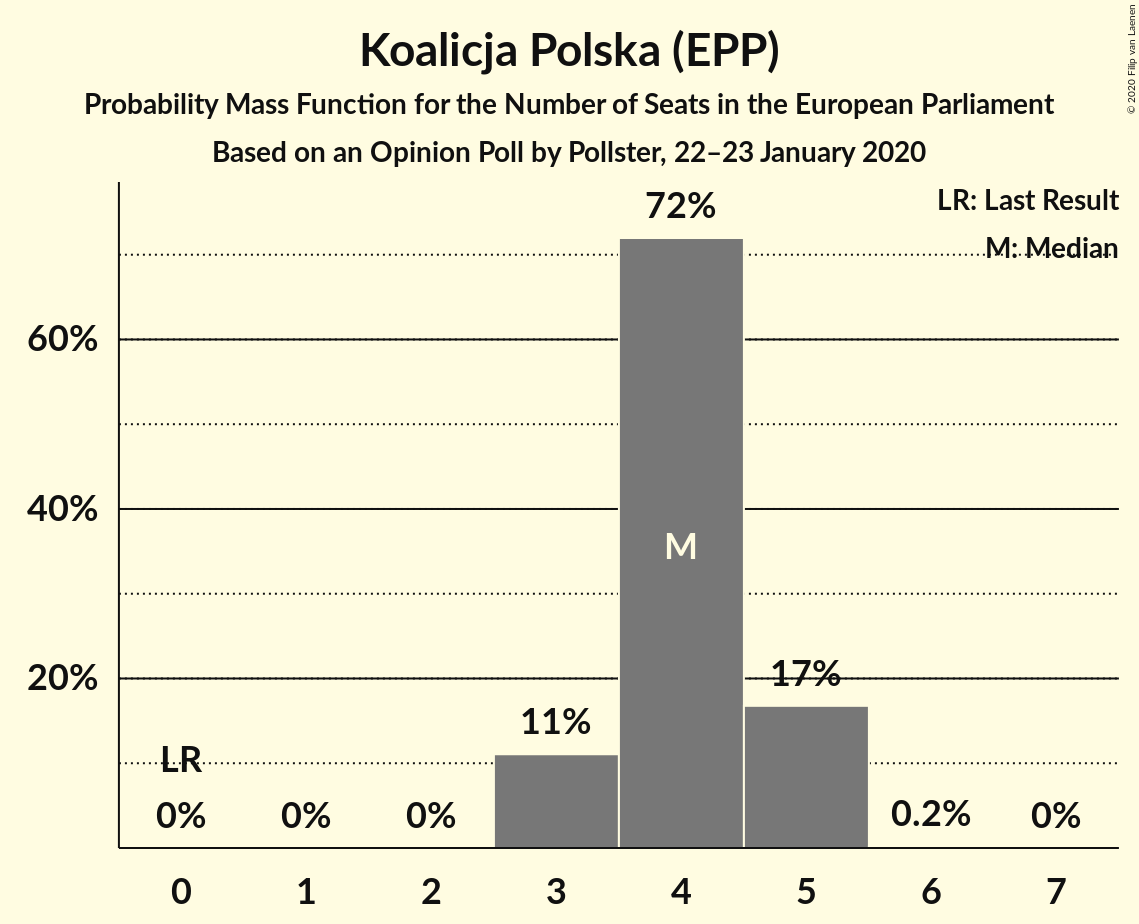 Koalicja Polska (EPP)
Probability Mass Function for the Number of Seats in the European Parliament
Based on an Opinion Poll by Pollster, 22–23 January 2020
© 2020 Filip van Laenen
LR: Last Result
M: Median
72%
60%
40%
M
20%
17%
11%
LR
0%
0%
0%
0.2%
0%
0 1 2 3 4 5 6 7